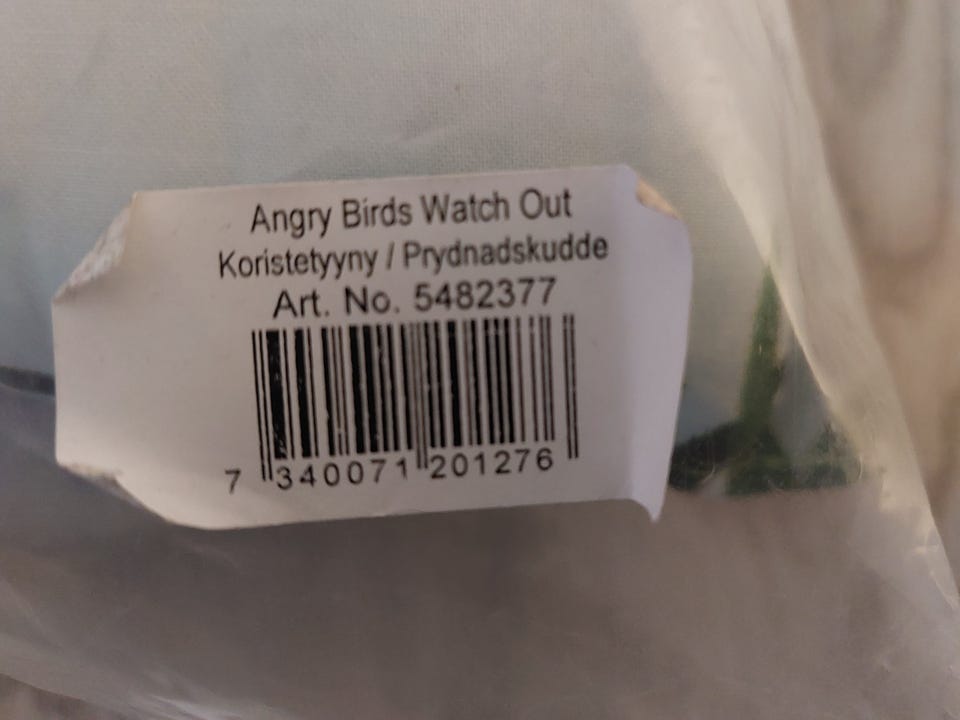 Angry Birds Watch Out
Koristetyyny / Prydnadskudde
Art. No. 5482377
7 340071 201276